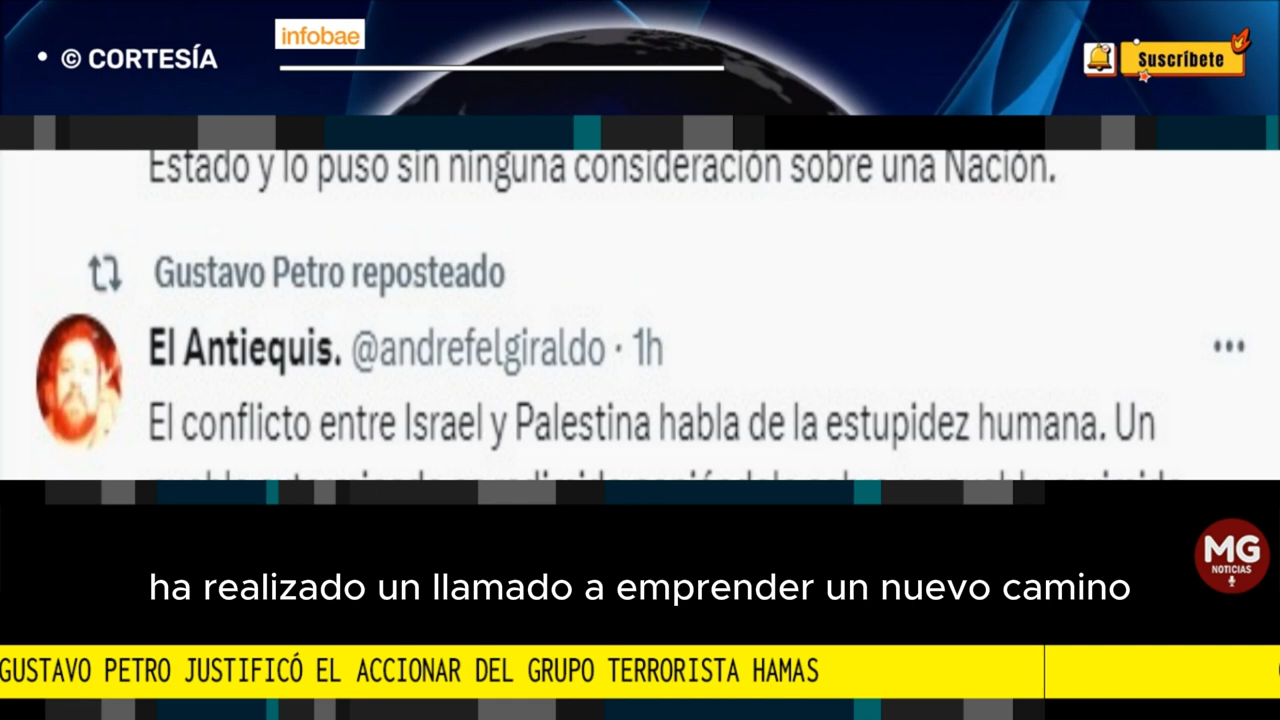 © CORTESÍA
infobae
Suscríbete
Estado y lo puso sin ninguna consideración sobre una Nación.
Gustavo Petro reposteado
El Antiequis. @andrefelgiraldo · 1h
El conflicto entre Israel y Palestina habla de la estupidez humana. Un
MG
NOTICIAS
ha realizado un llamado a emprender un nuevo camino
GUSTAVO PETRO JUSTIFICÓ EL ACCIONAR DEL GRUPO TERRORISTA HAMAS